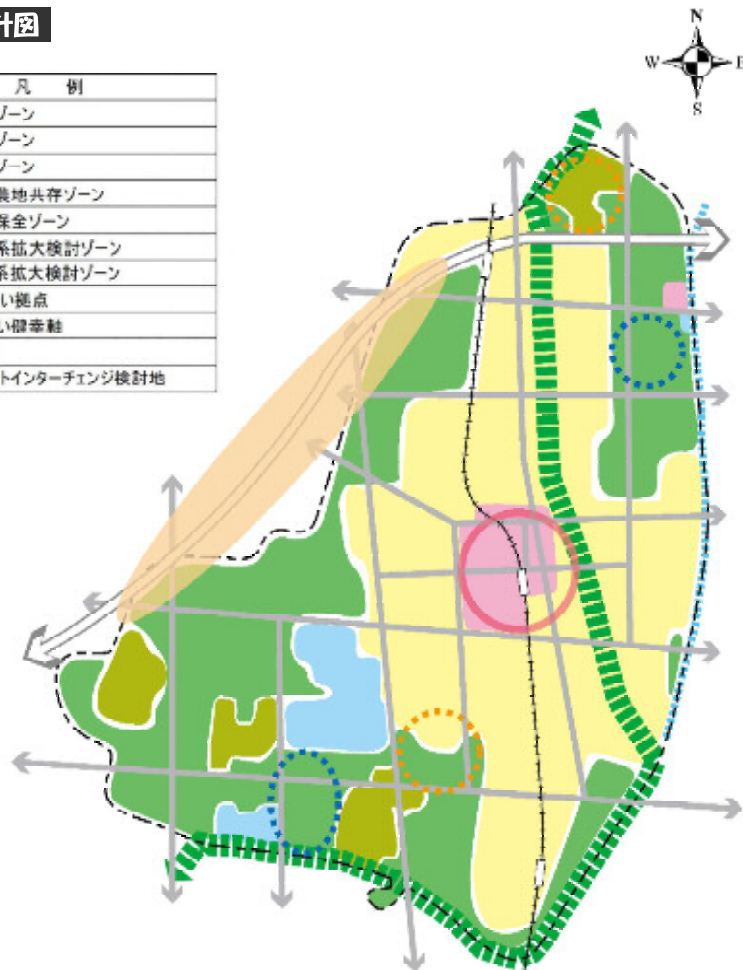 計図
N
W E
S
凡 例
ゾーン
ゾーン
ゾーン
農地共存ゾーン
保全ゾーン
系拡大検討ゾーン
系拡大検討ゾーン
い拠点
い健幸軸
トインターチェンジ検討地